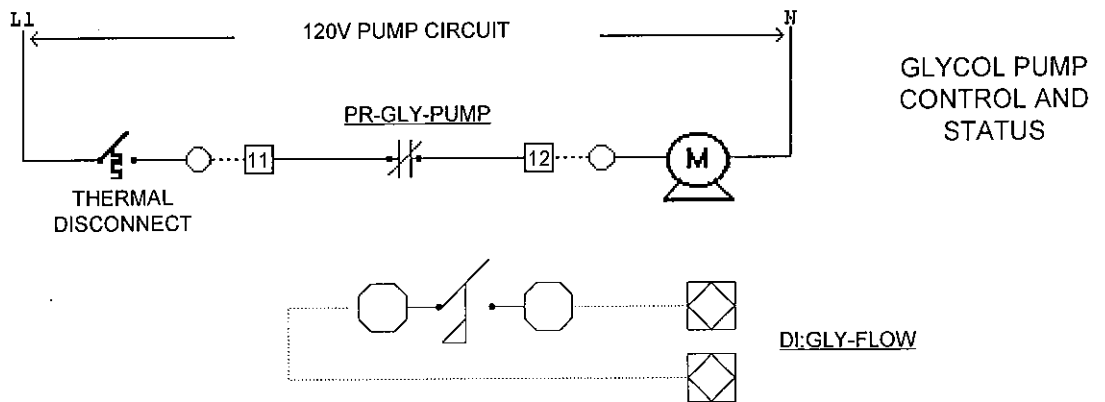 L1
N
120V PUMP CIRCUIT
GLYCOL PUMP
CONTROL AND
STATUS
PR-GLY-PUMP
11
12
M
THERMAL
DISCONNECT
DI:GLY-FLOW